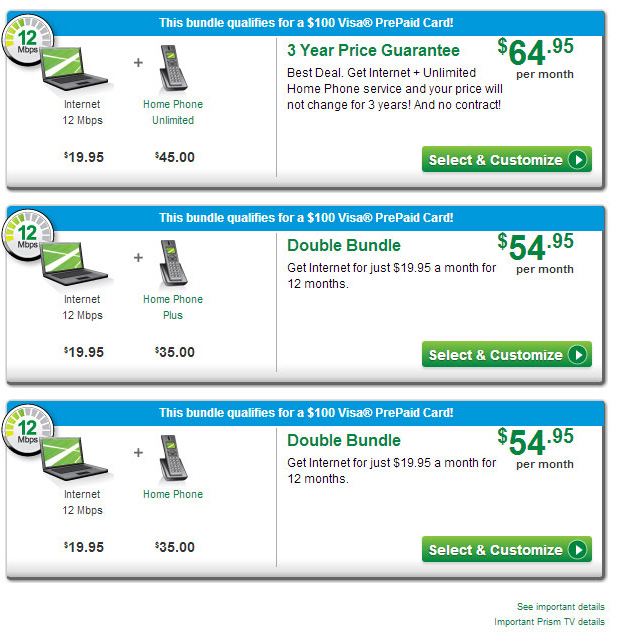 This bundle qualifies for a $100 Visa® PrePaid Card!
12
Mbps
+
Internet
12 Mbps
Home Phone
Unlimited
$19.95
$45.00
3 Year Price Guarantee
Best Deal. Get Internet + Unlimited
Home Phone service and your price will
not change for 3 years! And no contract!
$64.95
per month
Select & Customize
This bundle qualifies for a $100 Visa® PrePaid Card!
12
Mbps
+
Internet
12 Mbps
Home Phone
Plus
$19.95
$35.00
Double Bundle
Get Internet for just $19.95 a month for
12 months.
$54.95
per month
Select & Customize
This bundle qualifies for a $100 Visa® PrePaid Card!
12
Mbps
+
Internet
12 Mbps
Home Phone
$19.95
$35.00
Double Bundle
Get Internet for just $19.95 a month for
12 months.
$54.95
per month
Select & Customize
See important details
Important Prism TV details